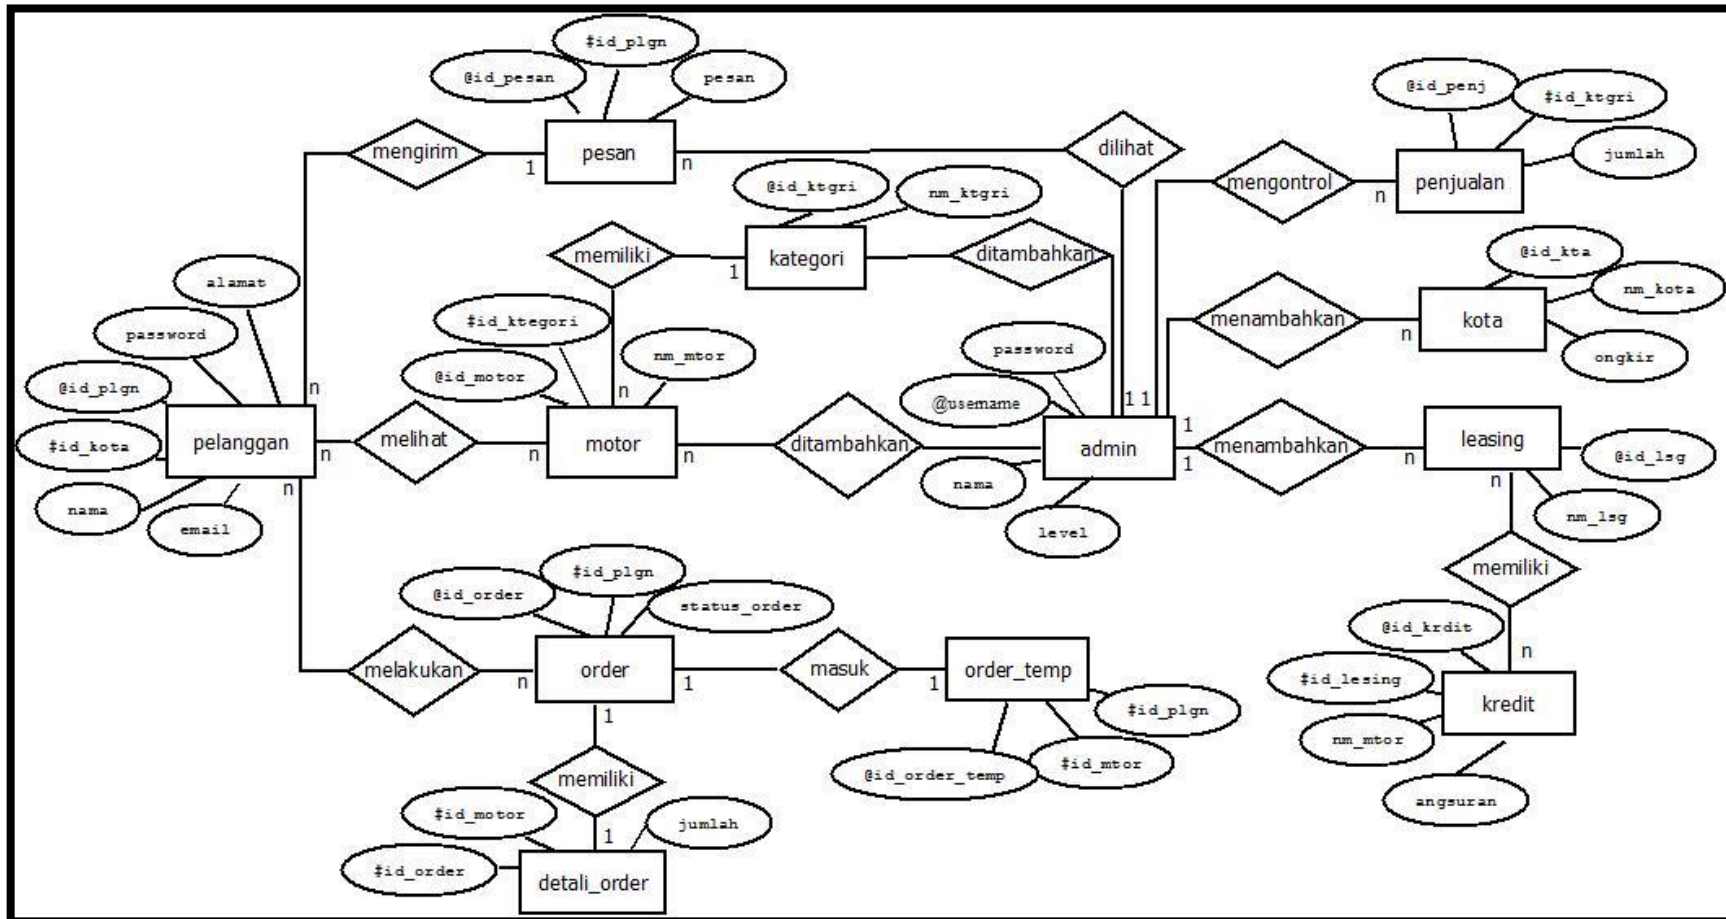 #id_plgn
@id_pesan
pesan
mengirim
1
pesan
n
dilihat
@id_penj
#id_ktgri
jumlah
mengontrol
n
penjualan
@id_ktgri
nm_ktgri
memiliki
1
kategori
ditambahkan
@id_kta
nm_kota
menambahkan
n
kota
ongkir
alamat
password
@id_plgn
#id_kota
nama
email
n
pelanggan
n
n
melihat
#id_ktegori
@id_motor
nm_mtor
n
n
motor
n
ditambahkan
password
@username
nama
level
1
1
admin
1
1
menambahkan
n
leasing
n
@id_lsg
nm_lsg
memiliki
n
@id_krdit
#id_lesing
nm_mtor
kredit
angsuran
#id_plgn
@id_order
status_order
melakukan
n
order
1
masuk
1
order_temp
#id_plgn
#id_mtor
@id_order_temp
1
memiliki
1
#id_motor
jumlah
#id_order
detali_order